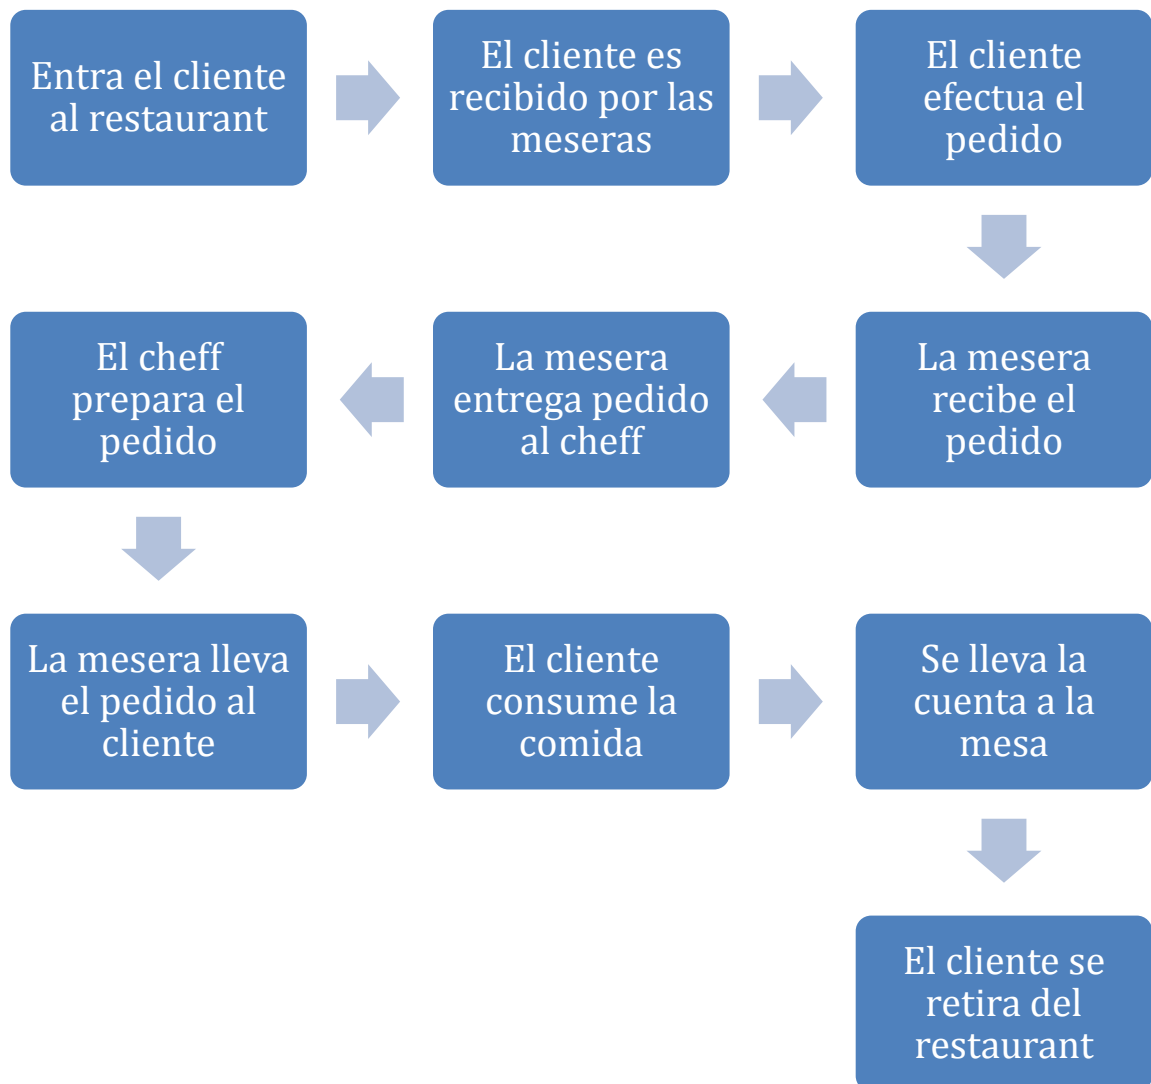 Entra el cliente
al restaurant
El cliente es
recibido por las
meseras
El cliente
efectua el
pedido
La mesera
recibe el
pedido
La mesera
entrega pedido
al cheff
El cheff
prepara el
pedido
La mesera lleva
el pedido al
cliente
El cliente
consume la
comida
Se lleva la
cuenta a la
mesa
El cliente se
retira del
restaurant